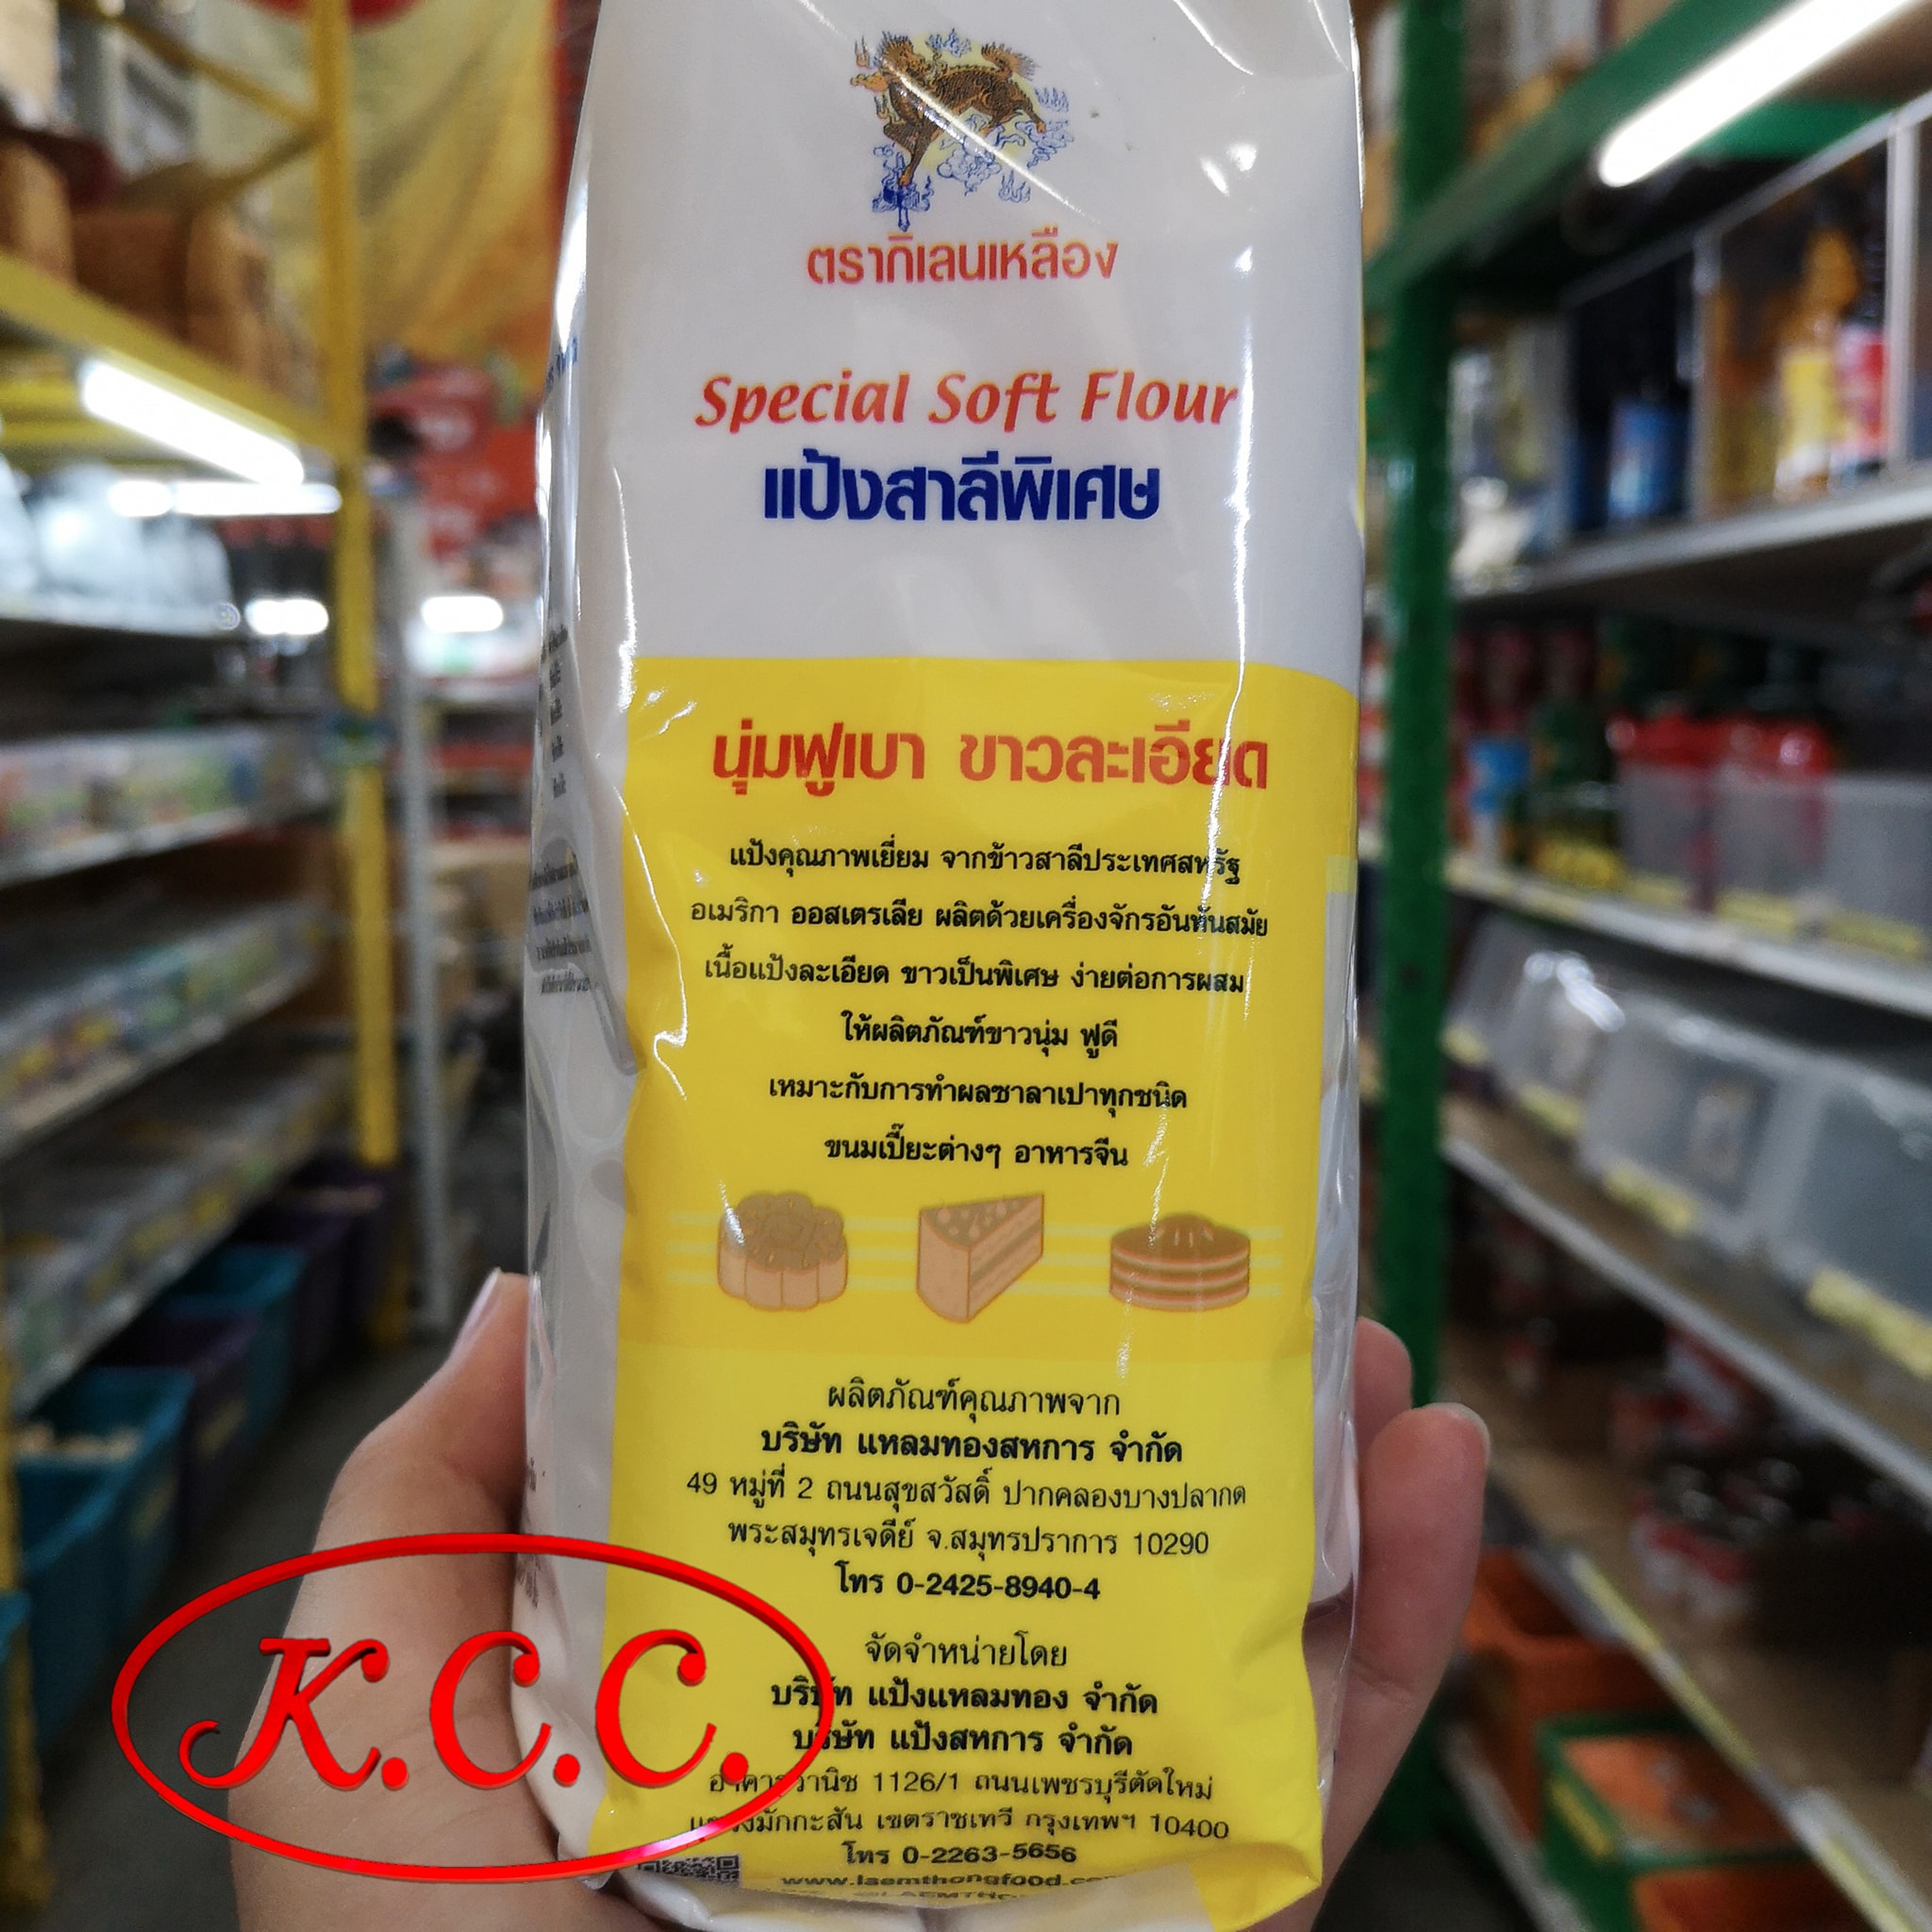 ตรากิเลนเหลือง
Special Soft Flour
แป้งสาลีพิเศษ
นุ่มฟูเบา ขาวละเอียด
แป้งคุณภาพเยี่ยม จากข้าวสาลีประเทศสหรัฐ
อเมริกา ออสเตรเลีย ผลิตด้วยเครื่องจักรอันทันสมัย
เนื้อแป้งละเอียด ขาวเป็นพิเศษ ง่ายต่อการผสม
ให้ผลิตภัณฑ์ขาวนุ่ม ฟูดี
เหมาะกับการทำผลซาลาเปาทุกชนิด
ขนมเปี๊ยะต่างๆ อาหารจีน
ผลิตภัณฑ์คุณภาพจาก
บริษัท แหลมทองสหการ จำกัด
49 หมู่ที่ 2 ถนนสุขสวัสดิ์ ปากคลองบางปลากด
พระสมุทรเจดีย์ จ.สมุทรปราการ 10290
โทร 0-2425-8940-4
จัดจำหน่ายโดย
บริษัท แป้งแหลมทอง จำกัด
บริษัท แป้งสหการ จำกัด
อาคารวานิช 1126/1 ถนนเพชรบุรีตัดใหม่
แขวงมักกะสัน เขตราชเทวี กรุงเทพฯ 10400
โทร 0-2263-5656
www.laemthongfood.co
K.C.C.